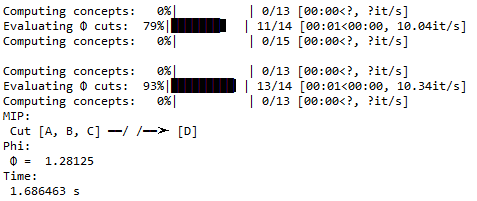 Computing concepts:   0%|          | 0/13 [00:00<?, ?it/s]
Evaluating Φ cuts:  79%|███████▊  | 11/14 [00:01<00:00, 10.04it/s]
Computing concepts:   0%|          | 0/15 [00:00<?, ?it/s]

Computing concepts:   0%|          | 0/13 [00:00<?, ?it/s]
Evaluating Φ cuts:  93%|█████████▎| 13/14 [00:01<00:00, 10.34it/s]
Computing concepts:   0%|          | 0/13 [00:00<?, ?it/s]
MIP:
 Cut [A, B, C] ━━/ /━━➤ [D]
Phi:
 Φ =  1.28125
Time:
 1.686463 s